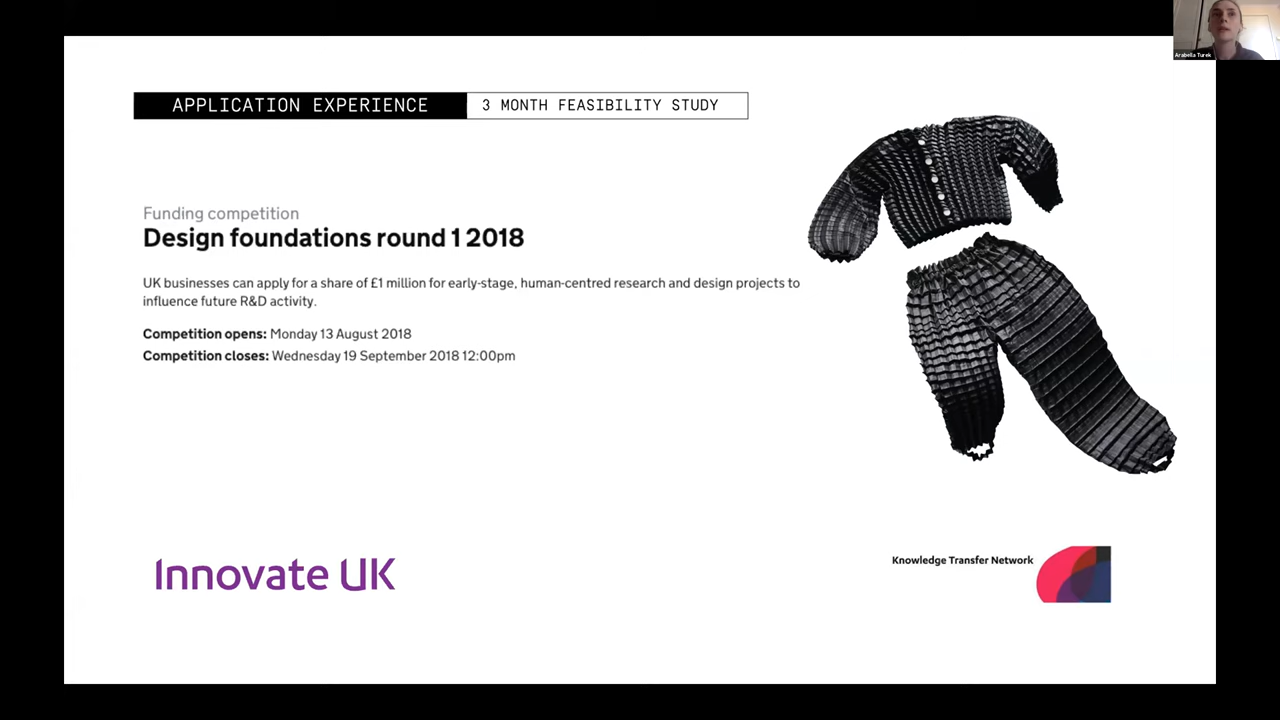 Arabella Turek
APPLICATION EXPERIENCE
3 MONTH FEASIBILITY STUDY
Funding competition
Design foundations round 1 2018
UK businesses can apply for a share of £1 million for early-stage, human-centred research and design projects to
influence future R&D activity.
Competition opens: Monday 13 August 2018
Competition closes: Wednesday 19 September 2018 12:00pm
Innovate UK
Knowledge Transfer Network